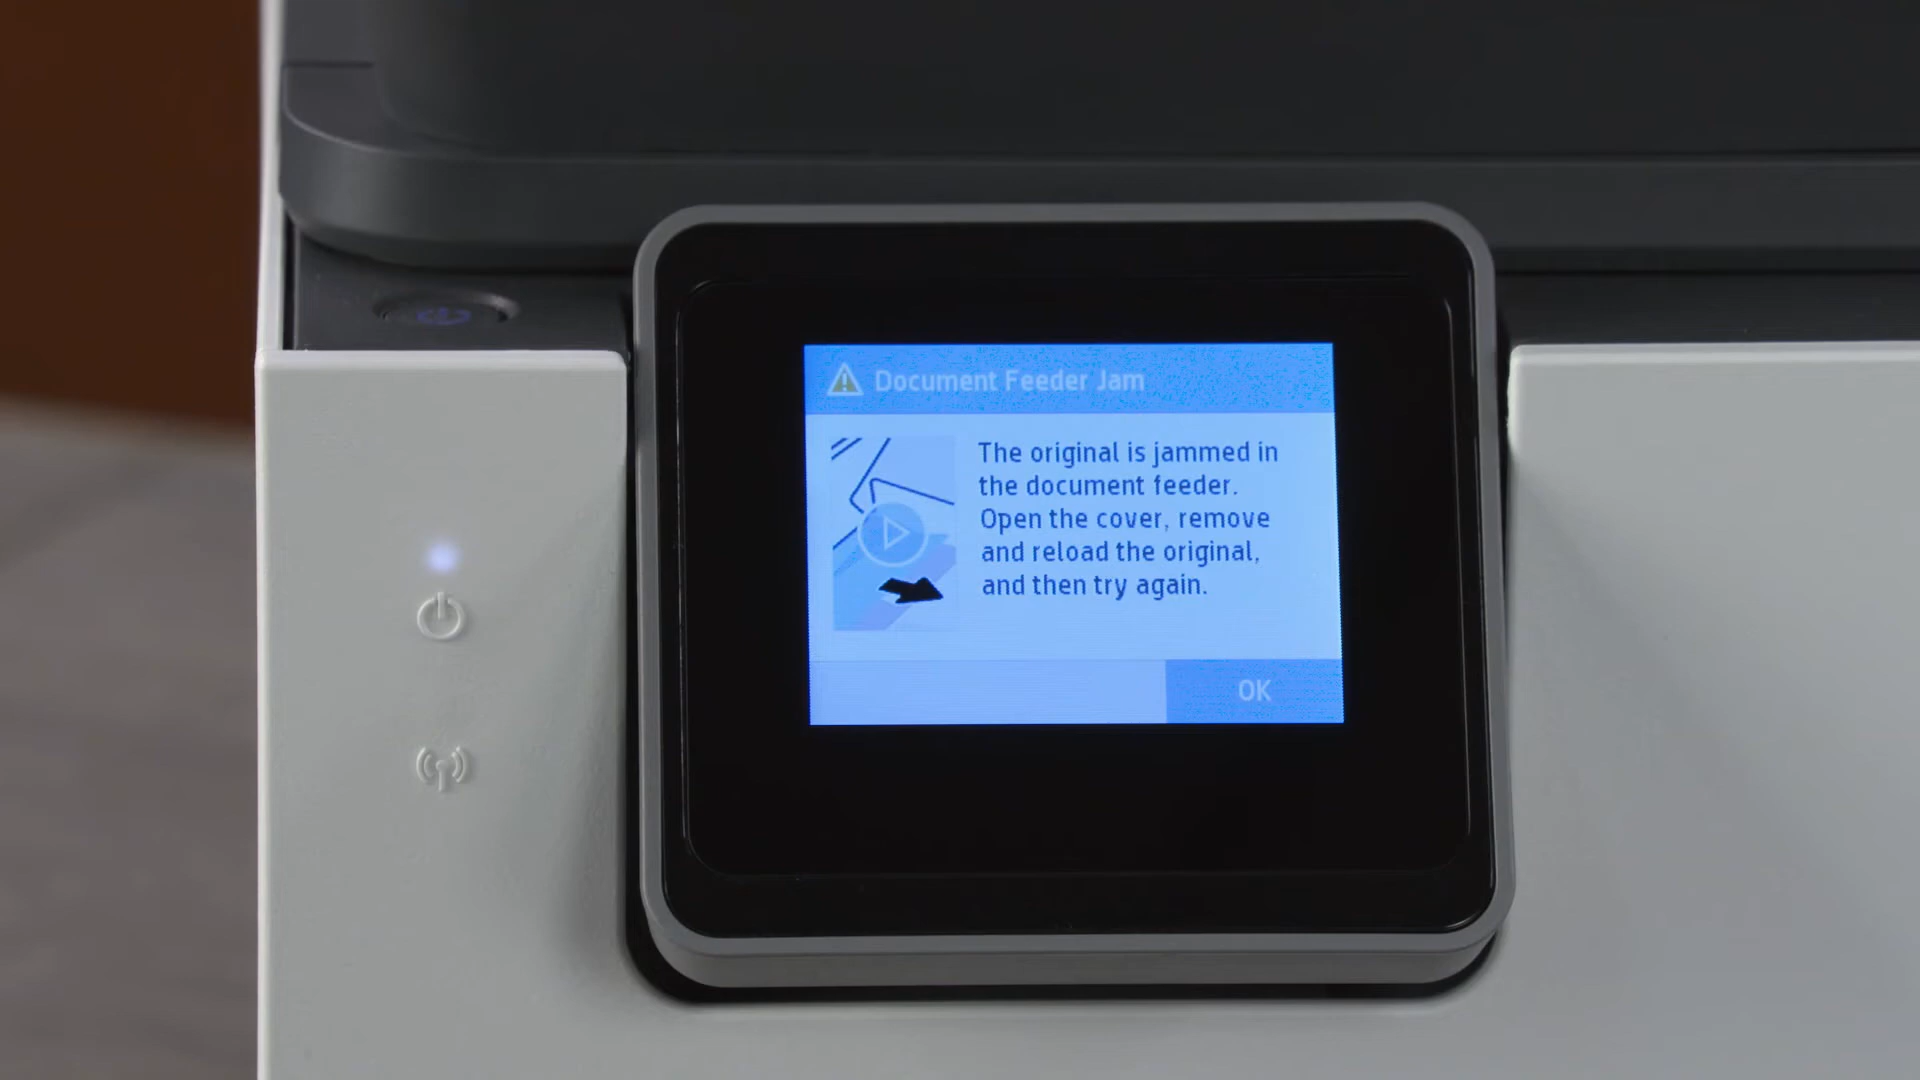 Document Feeder Jam
The original is jammed in
the document feeder.
Open the cover, remove
and reload the original,
and then try again.
OK